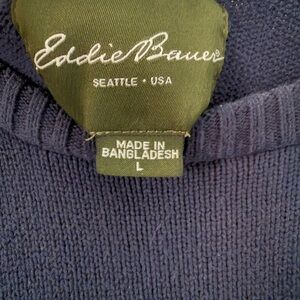 Eddie Bauer®
SEATTLE · USA
MADE IN
BANGLADESH
L